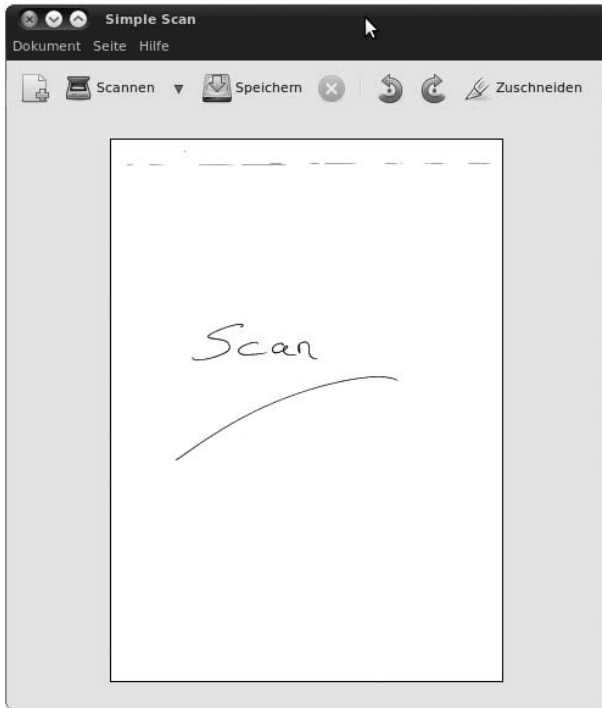 Simple Scan
Dokument Seite Hilfe
Scannen Speichern Zuschneiden
Scan